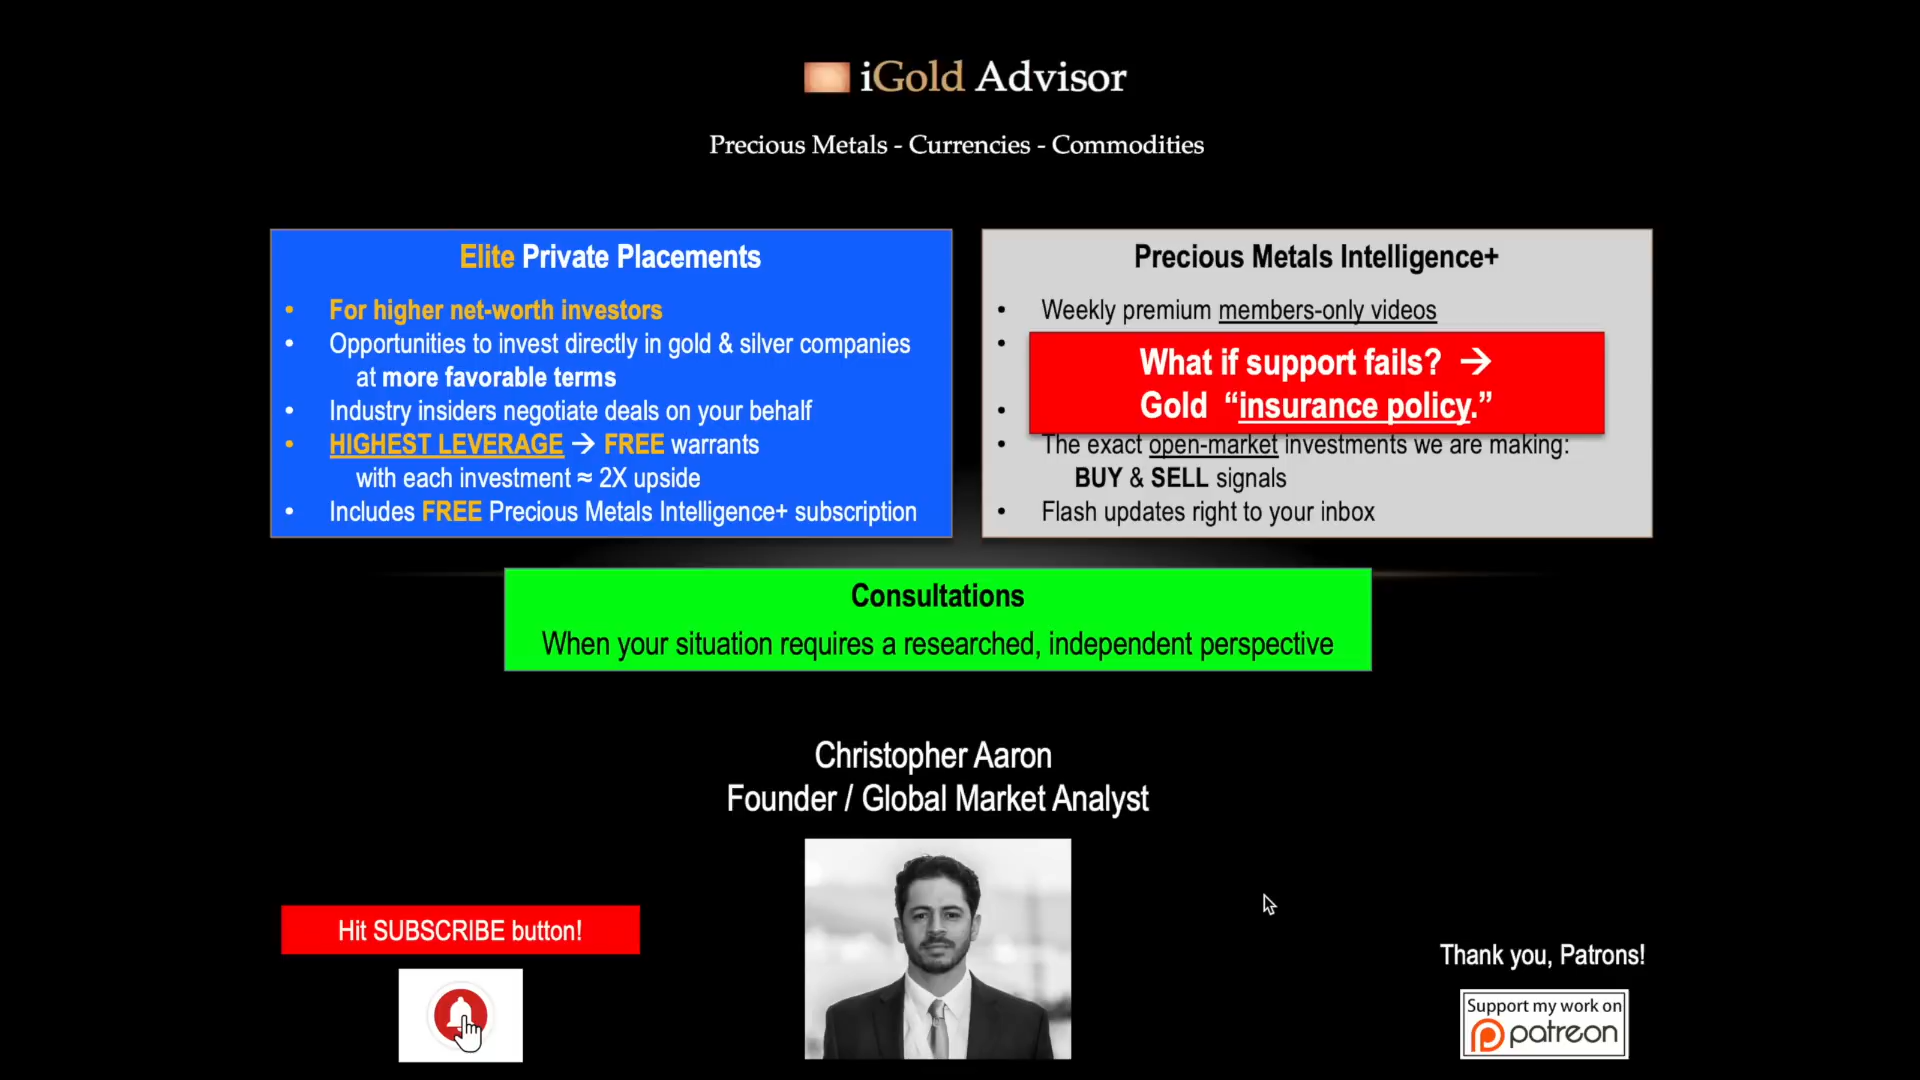 iGold Advisor
Precious Metals - Currencies - Commodities
Elite Private Placements
• For higher net-worth investors
• Opportunities to invest directly in gold & silver companies
at more favorable terms
• Industry insiders negotiate deals on your behalf
• HIGHEST LEVERAGE → FREE warrants
with each investment ≈ 2X upside
• Includes FREE Precious Metals Intelligence+ subscription
Precious Metals Intelligence+
• Weekly premium members-only videos
What if support fails? →
Gold “insurance policy.”
• The exact open-market investments we are making:
BUY & SELL signals
• Flash updates right to your inbox
Consultations
When your situation requires a researched, independent perspective
Christopher Aaron
Founder / Global Market Analyst
Hit SUBSCRIBE button!
Thank you, Patrons!
Support my work on
patreon